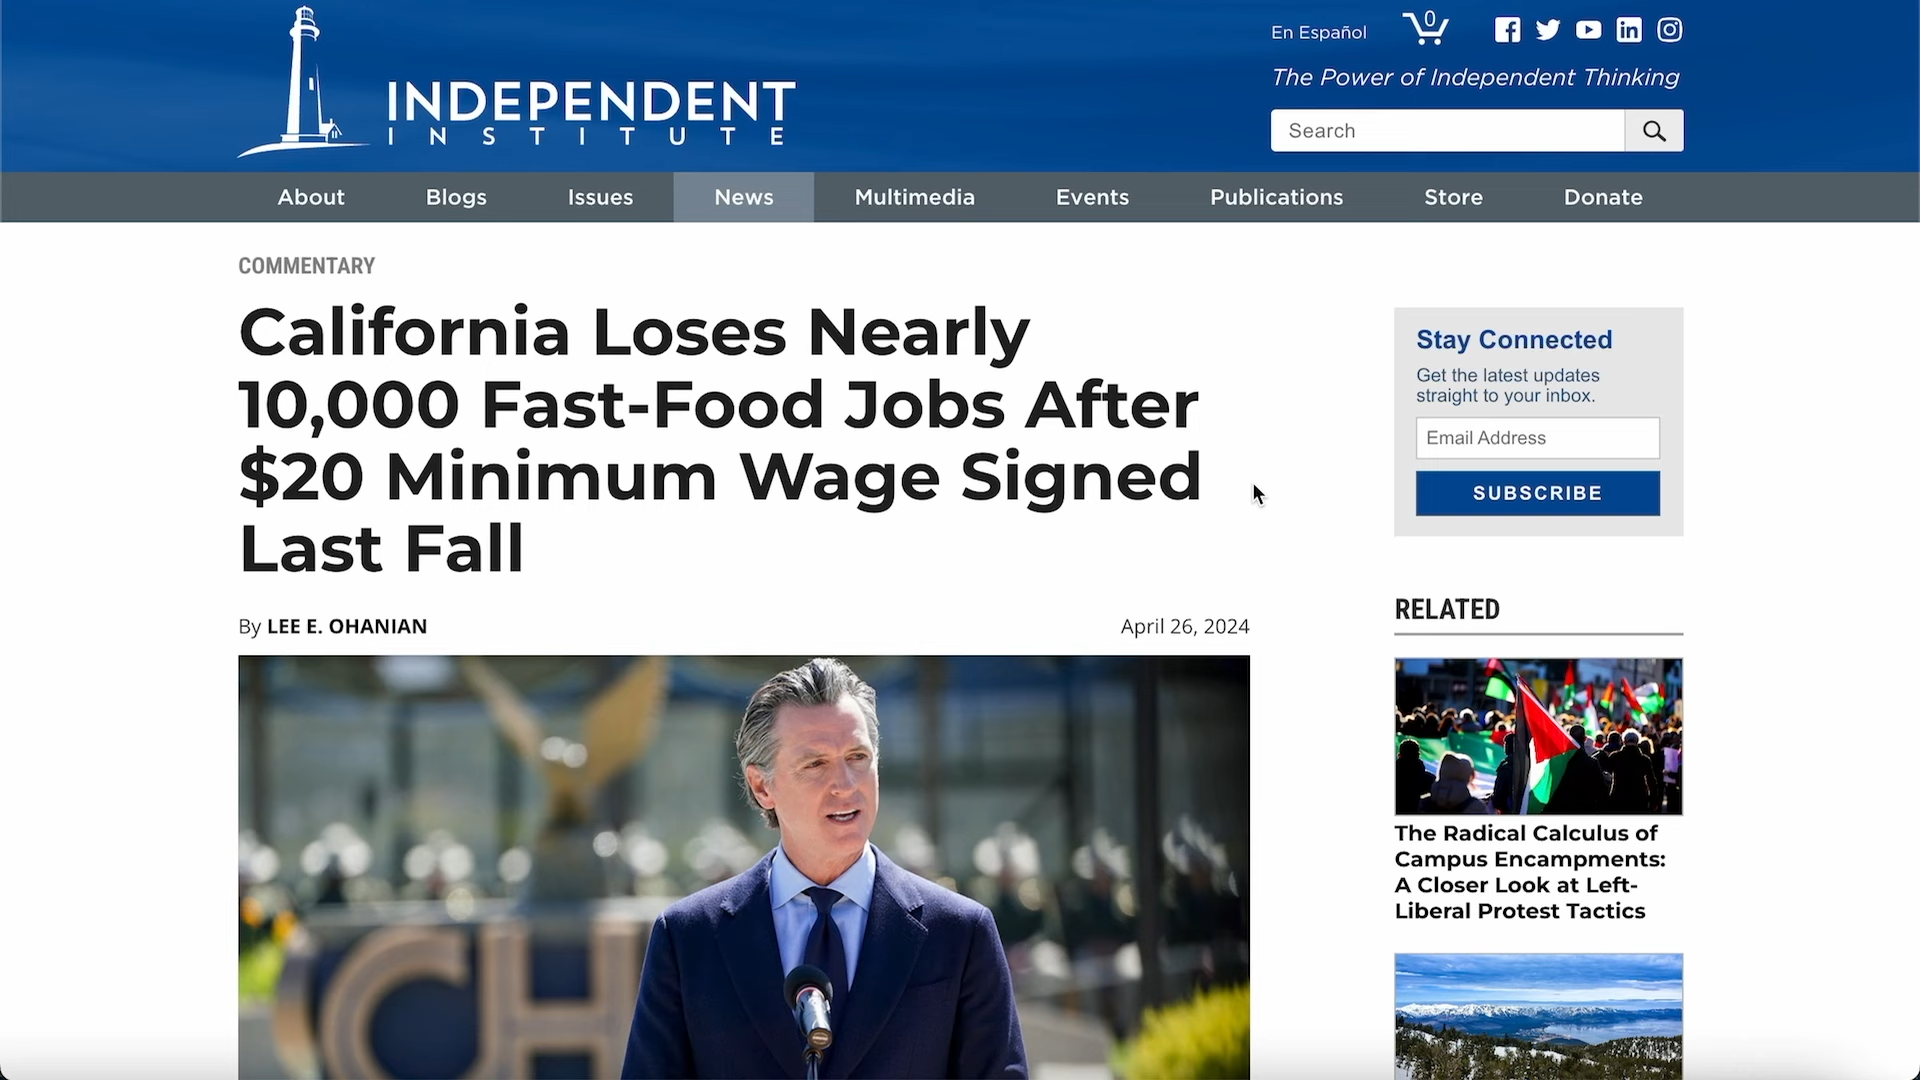 En Español
0
The Power of Independent Thinking
INDEPENDENT
INSTITUTE
Search
About
Blogs
Issues
News
Multimedia
Events
Publications
Store
Donate
COMMENTARY
California Loses Nearly
10,000 Fast-Food Jobs After
$20 Minimum Wage Signed
Last Fall
By LEE E. OHANIAN
April 26, 2024
CH
Stay Connected
Get the latest updates
straight to your inbox.
Email Address
SUBSCRIBE
RELATED
The Radical Calculus of
Campus Encampments:
A Closer Look at Left-
Liberal Protest Tactics